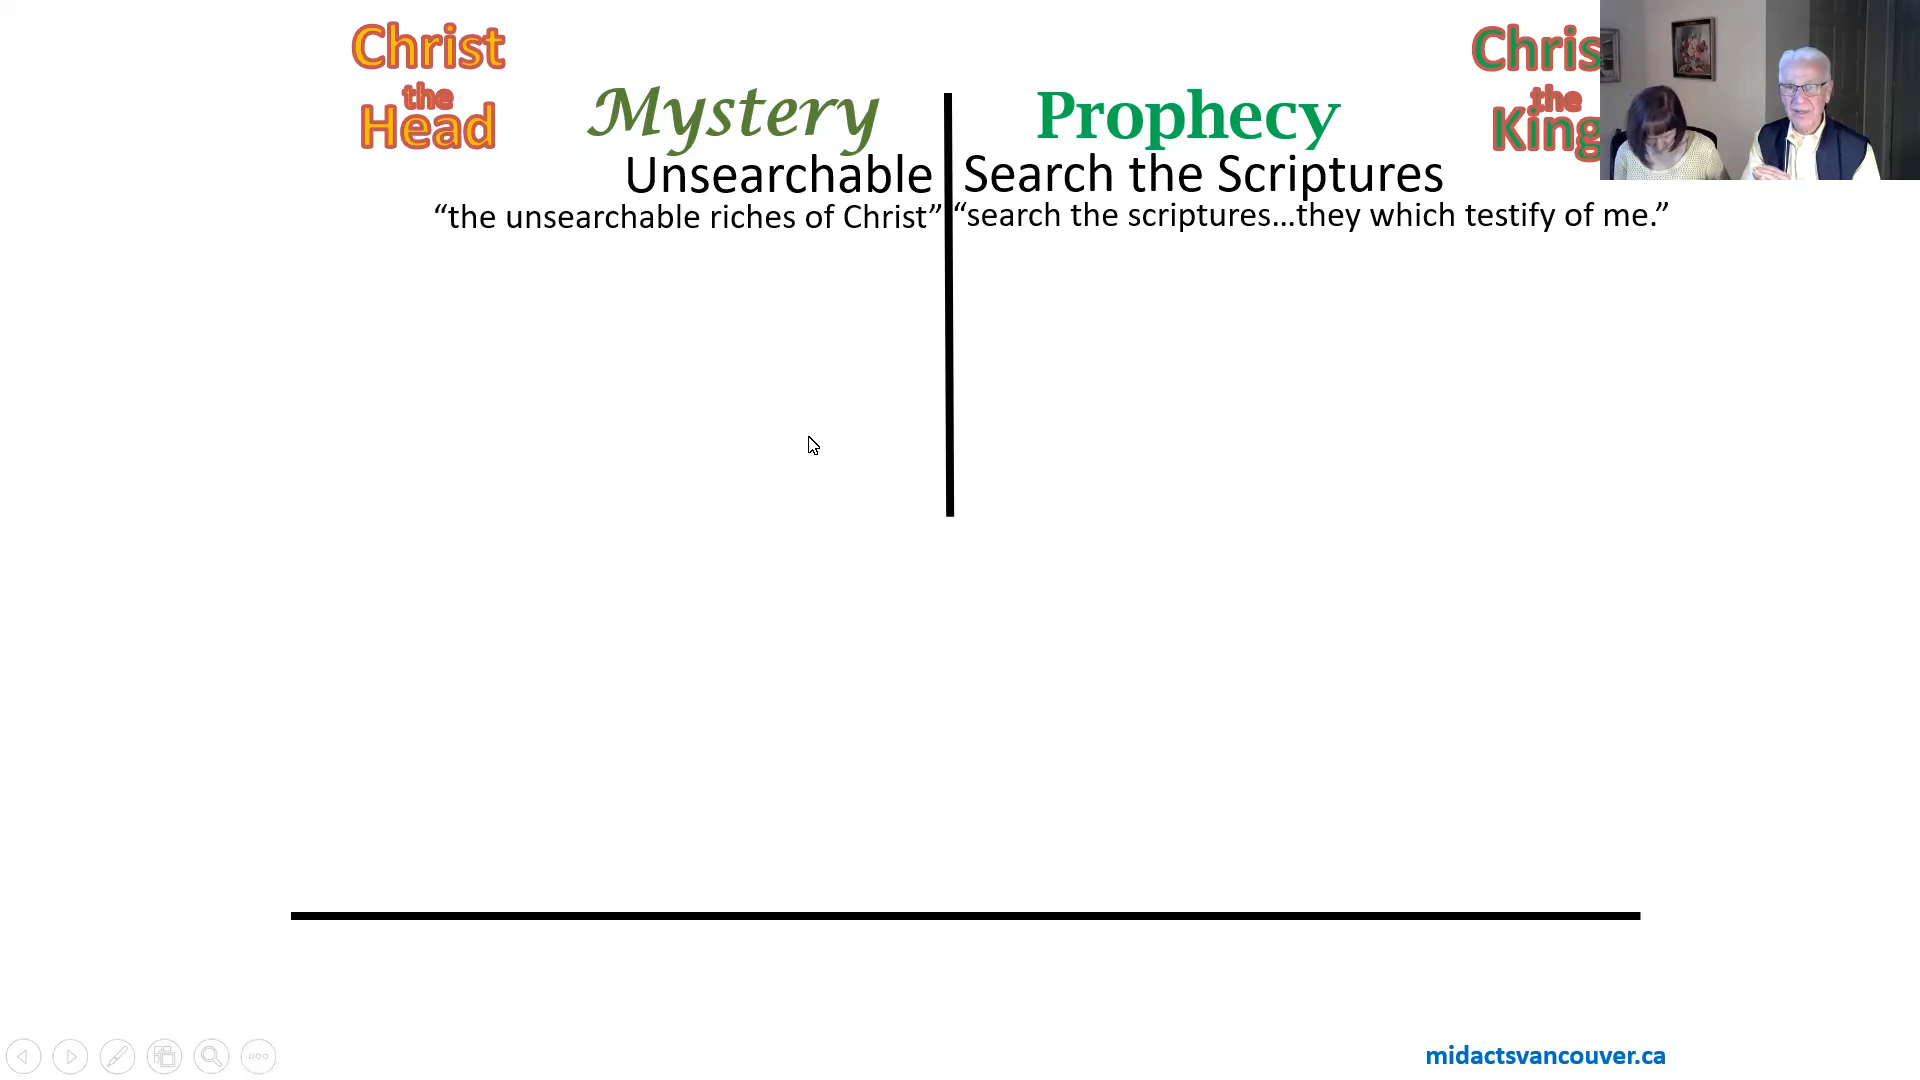 Christ
the
Head
Mystery
Unsearchable
“the unsearchable riches of Christ”
Prophecy
Search the Scriptures
“search the scriptures...they which testify of me.”
Chris
the
King
midactsvancouver.ca